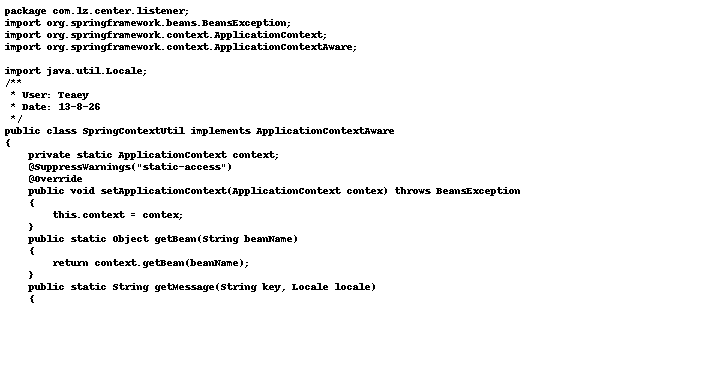 package com.lz.center.listener;
import org.springframework.beans.BeansException;
import org.springframework.context.ApplicationContext;
import org.springframework.context.ApplicationContextAware;

import java.util.Locale;
/**
 * User: Teaey
 * Date: 13-8-26
 */
public class SpringContextUtil implements ApplicationContextAware
{
    private static ApplicationContext context;
    @SuppressWarnings("static-access")
    @Override
    public void setApplicationContext(ApplicationContext contex) throws BeansException
    {
        this.context = contex;
    }
    public static Object getBean(String beanName)
    {
        return context.getBean(beanName);
    }
    public static String getMessage(String key, Locale locale)
    {